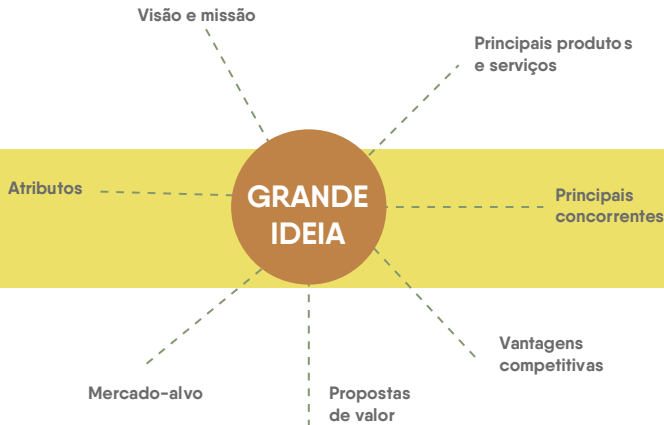 Visão e missão
Principais produtos
e serviços
Atributos
GRANDE
IDEIA
Principais
concorrentes
Vantagens
competitivas
Mercado-alvo
Propostas
de valor